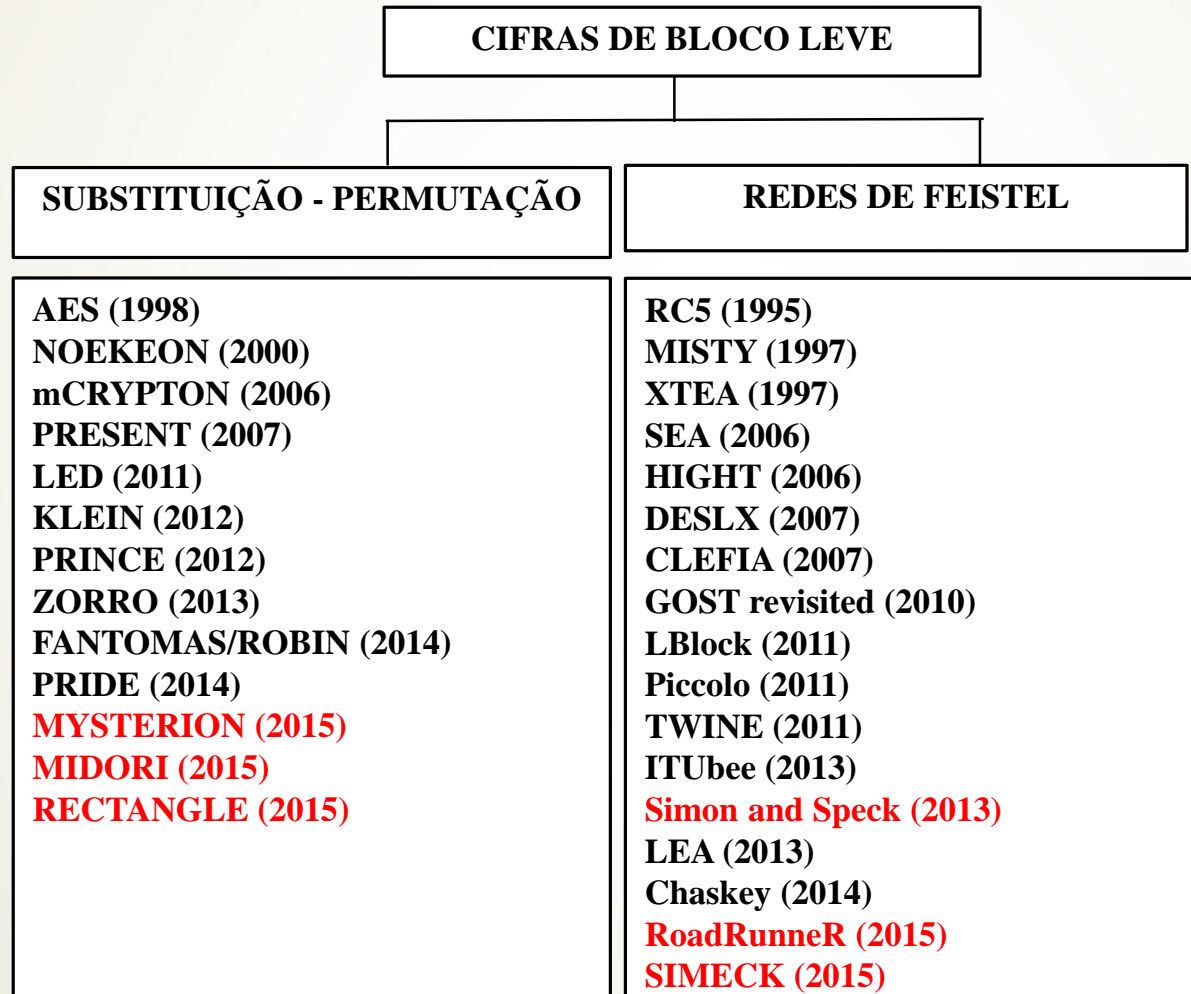 CIFRAS DE BLOCO LEVE
SUBSTITUIÇÃO - PERMUTAÇÃO
AES (1998)
NOEKEON (2000)
mCRYPTON (2006)
PRESENT (2007)
LED (2011)
KLEIN (2012)
PRINCE (2012)
ZORRO (2013)
FANTOMAS/ROBIN (2014)
PRIDE (2014)
MYSTERION (2015)
MIDORI (2015)
RECTANGLE (2015)
REDES DE FEISTEL
RC5 (1995)
MISTY (1997)
XTEA (1997)
SEA (2006)
HIGHT (2006)
DESLX (2007)
CLEFIA (2007)
GOST revisited (2010)
LBlock (2011)
Piccolo (2011)
TWINE (2011)
ITUbee (2013)
Simon and Speck (2013)
LEA (2013)
Chaskey (2014)
RoadRunneR (2015)
SIMECK (2015)